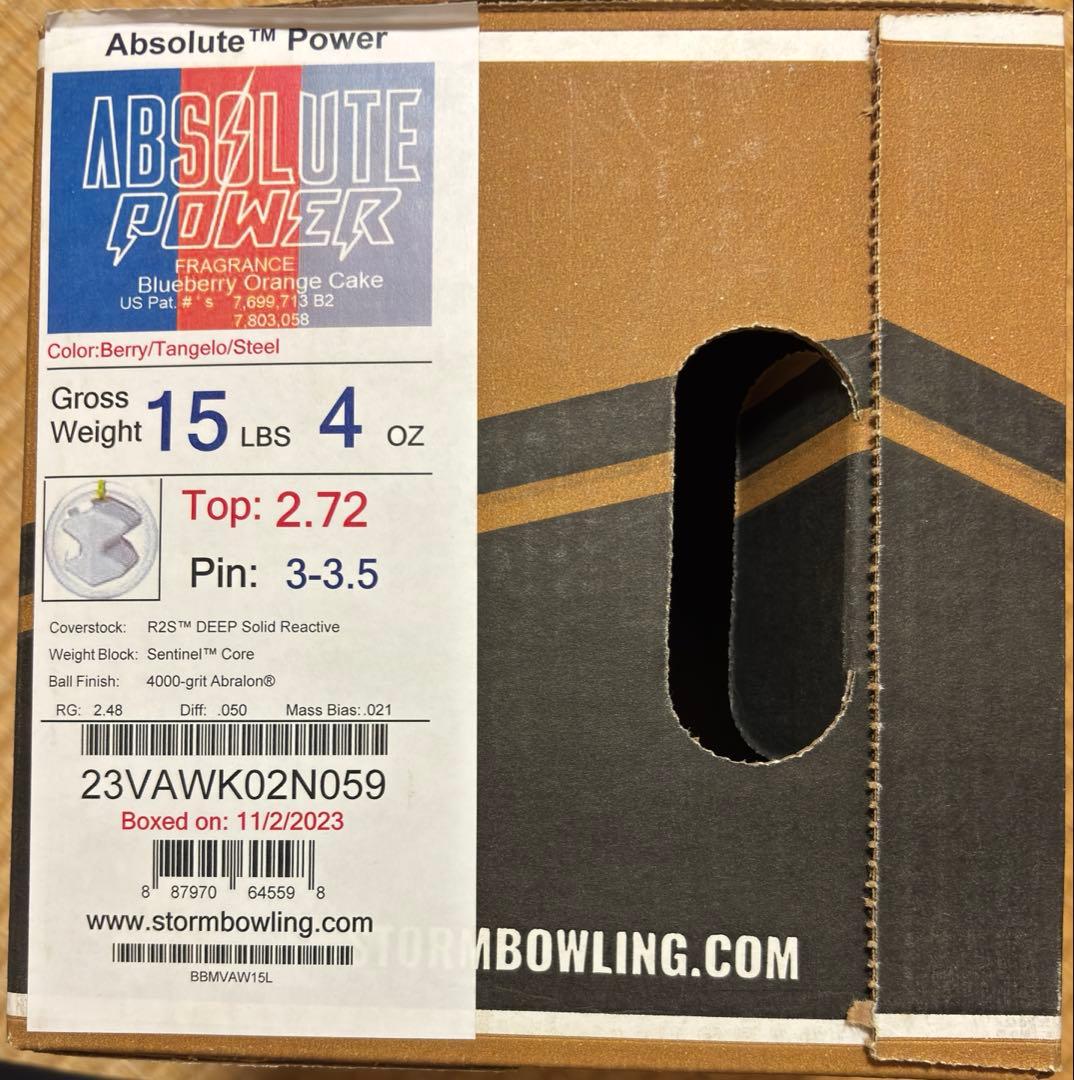 Absolute™ Power
ABSOLUTE
POWER
FRAGRANCE
Blueberry Orange Cake
US Pat. #'s 7,699,713 B2
7,803,058
Color:Berry/Tangelo/Steel
Gross
Weight 15 LBS 4 OZ
Top: 2.72
Pin: 3-3.5
Coverstock: R2S™ DEEP Solid Reactive
Weight Block: Sentinel™ Core
Ball Finish: 4000-grit Abralon®
RG: 2.48 Diff: .050 Mass Bias: .021
23VAWK02N059
Boxed on: 11/2/2023
8 87970 64559 8
www.stormbowling.com
BBMVAW15L
STORMBOWLING.COM